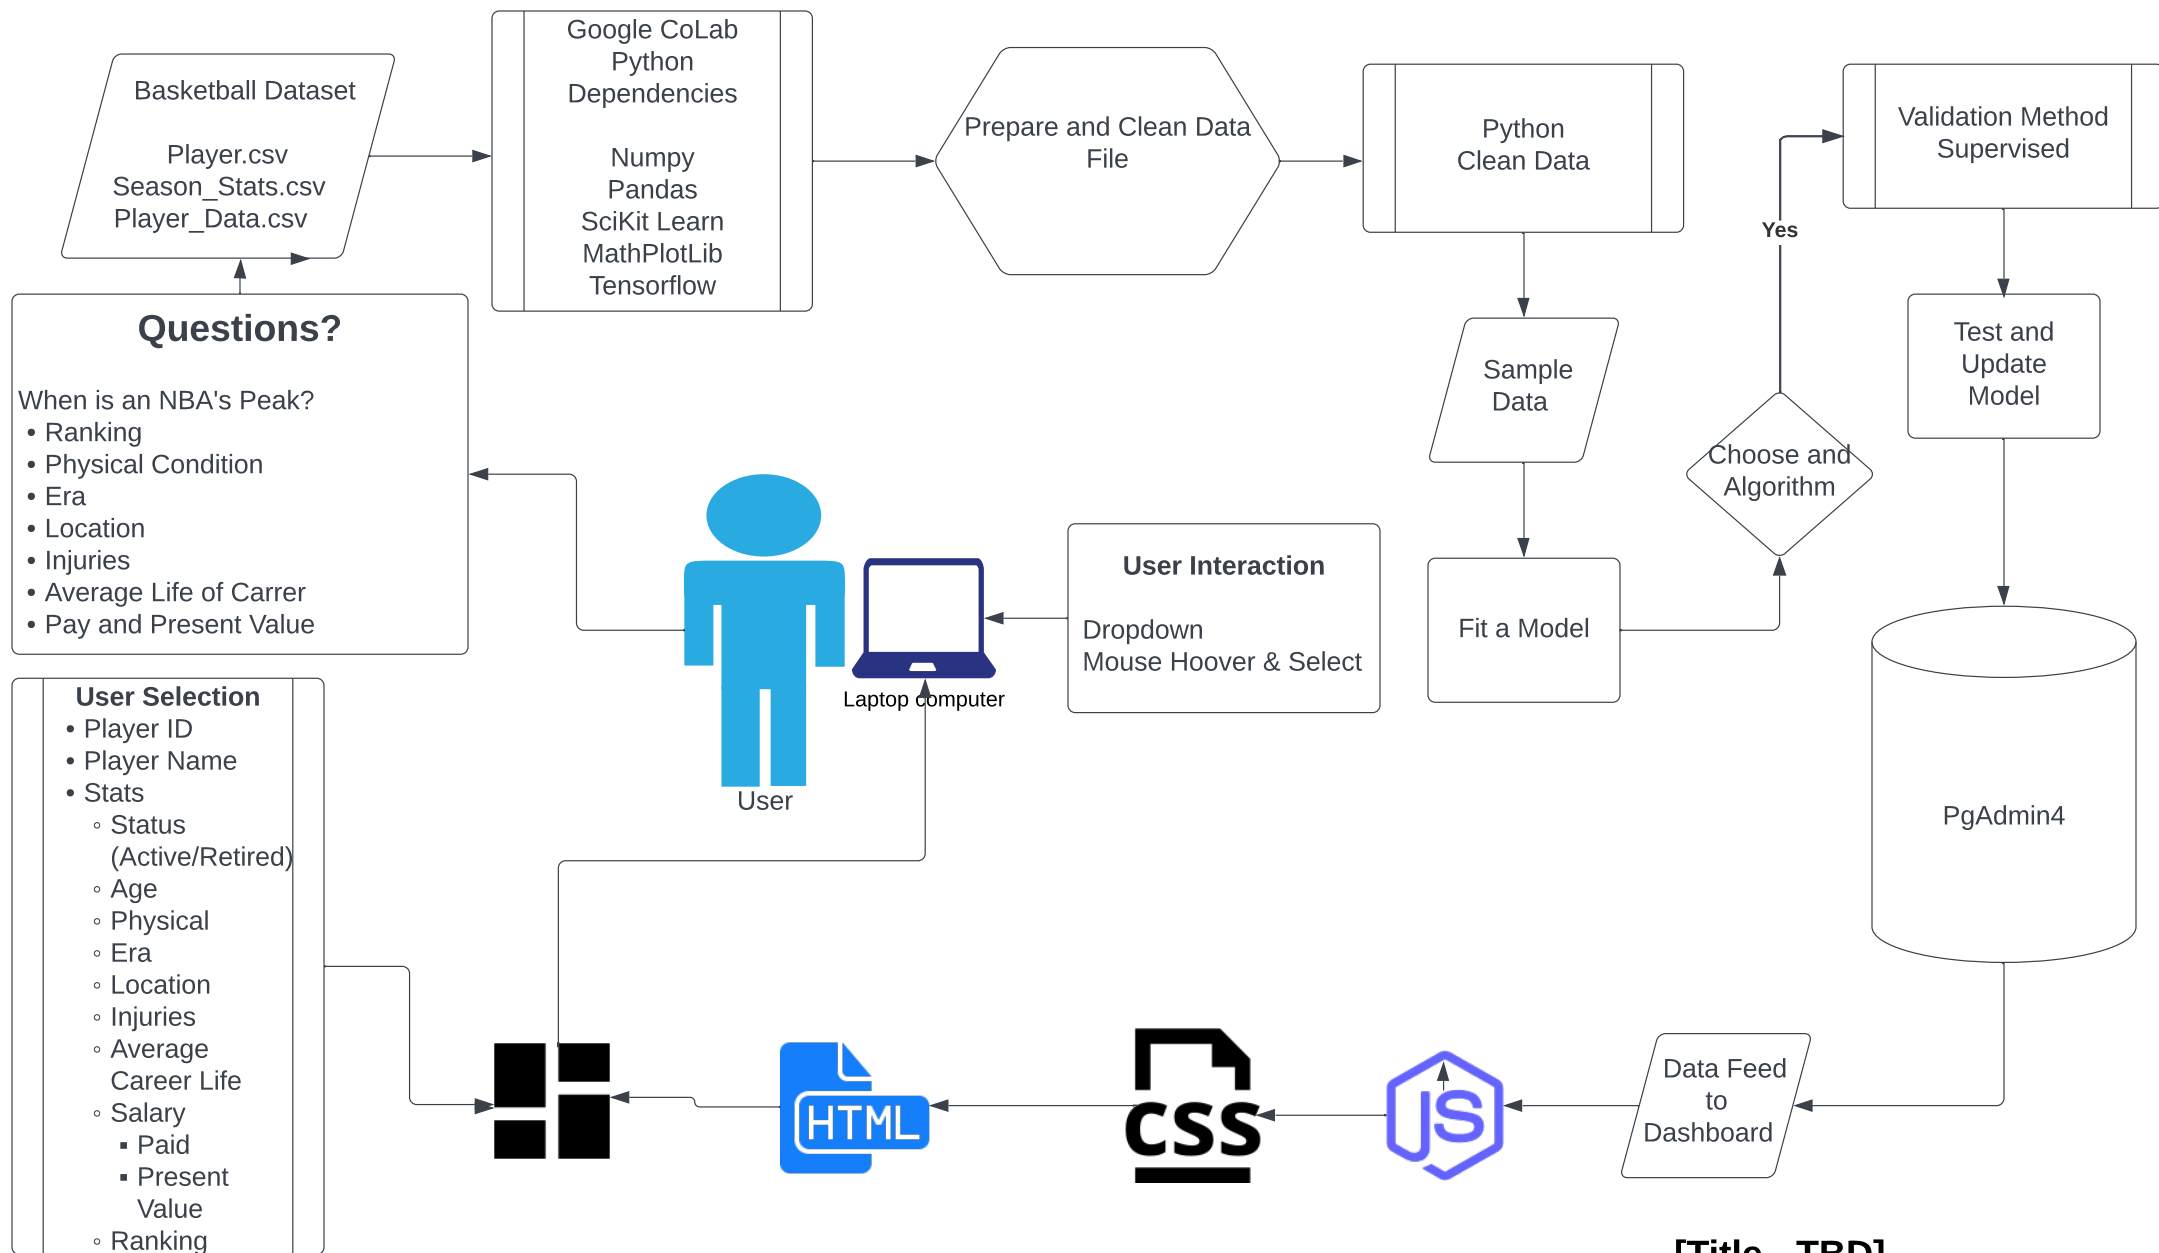 Basketball Dataset
Player.csv
Season_Stats.csv
Player_Data.csv
Google CoLab
Python
Dependencies
Numpy
Pandas
SciKit Learn
MathPlotLib
Tensorflow
Prepare and Clean Data
File
Python
Clean Data
Validation Method
Supervised
Yes
Sample
Data
Test and
Update
Model
Choose and
Algorithm
Fit a Model
Questions?
When is an NBA's Peak?
• Ranking
• Physical Condition
• Era
• Location
• Injuries
• Average Life of Carrer
• Pay and Present Value
User
Laptop computer
User Interaction
Dropdown
Mouse Hoover & Select
PgAdmin4
User Selection
• Player ID
• Player Name
• Stats
◦ Status
(Active/Retired)
◦ Age
◦ Physical
◦ Era
◦ Location
◦ Injuries
◦ Average
Career Life
◦ Salary
▪ Paid
▪ Present
Value
◦ Ranking
HTML
CSS
JS
Data Feed
to
Dashboard
[Title - TBD]